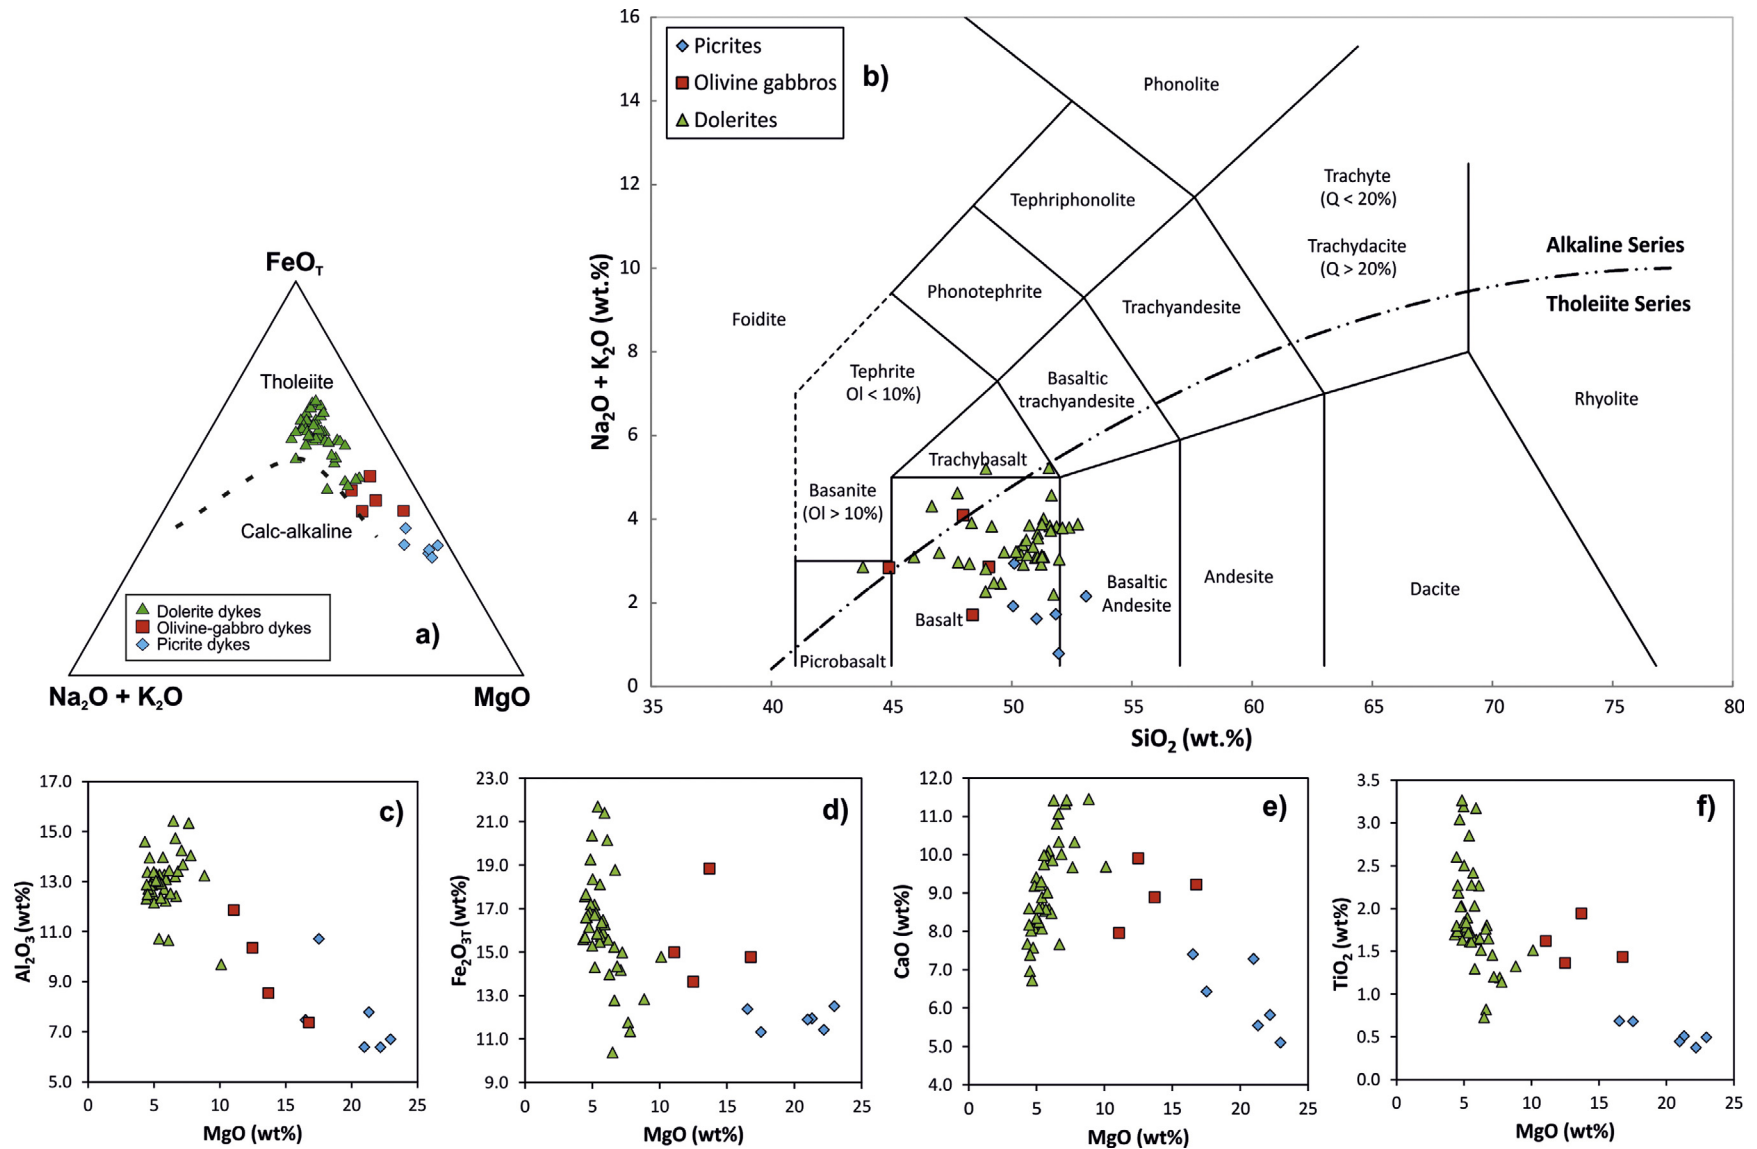 FeOT
Tholeiite
Calc-alkaline
Dolerite dykes
Olivine-gabbro dykes
Picrite dykes
a)
Na2O + K2O
MgO
Picrites
Olivine gabbros
Dolerites
b)
Phonolite
Tephriphonolite
Trachyte
(Q < 20%)
Trachydacite
(Q > 20%)
Alkaline Series
Tholeiite Series
Foidite
Phonotephrite
Trachyandesite
Tephrite
Ol < 10%)
Basaltic
trachyandesite
Rhyolite
Trachybasalt
Basanite
(Ol > 10%)
Basalt
Basaltic
Andesite
Andesite
Dacite
Picrobasalt
Na2O + K2O (wt.%)
16
14
12
10
8
6
4
2
0
35 40 45 50 55 60 65 70 75 80
SiO2 (wt.%)
c)
Al2O3 (wt%)
17.0
15.0
13.0
11.0
9.0
7.0
5.0
0 5 10 15 20 25
MgO (wt%)
d)
Fe2O3T (wt%)
23.0
21.0
19.0
17.0
15.0
13.0
11.0
9.0
0 5 10 15 20 25
MgO (wt%)
e)
CaO (wt%)
12.0
11.0
10.0
9.0
8.0
7.0
6.0
5.0
4.0
0 5 10 15 20 25
MgO (wt%)
f)
TiO2 (wt%)
3.5
3.0
2.5
2.0
1.5
1.0
0.5
0.0
0 5 10 15 20 25
MgO (wt%)